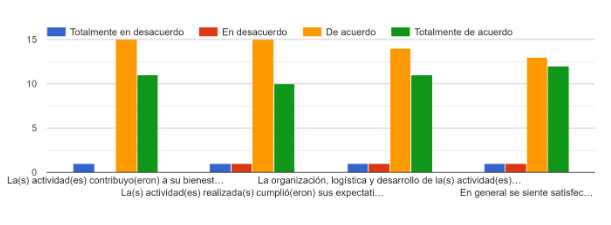 Totalmente en desacuerdo En desacuerdo De acuerdo Totalmente de acuerdo
15
10
5
0
La(s) actividad(es) contribuyo(eron) a su bienest…
La(s) actividad(es) realizada(s) cumplió(eron) sus expectati…
La organización, logística y desarrollo de la(s) actividad(es)…
En general se siente satisfec…